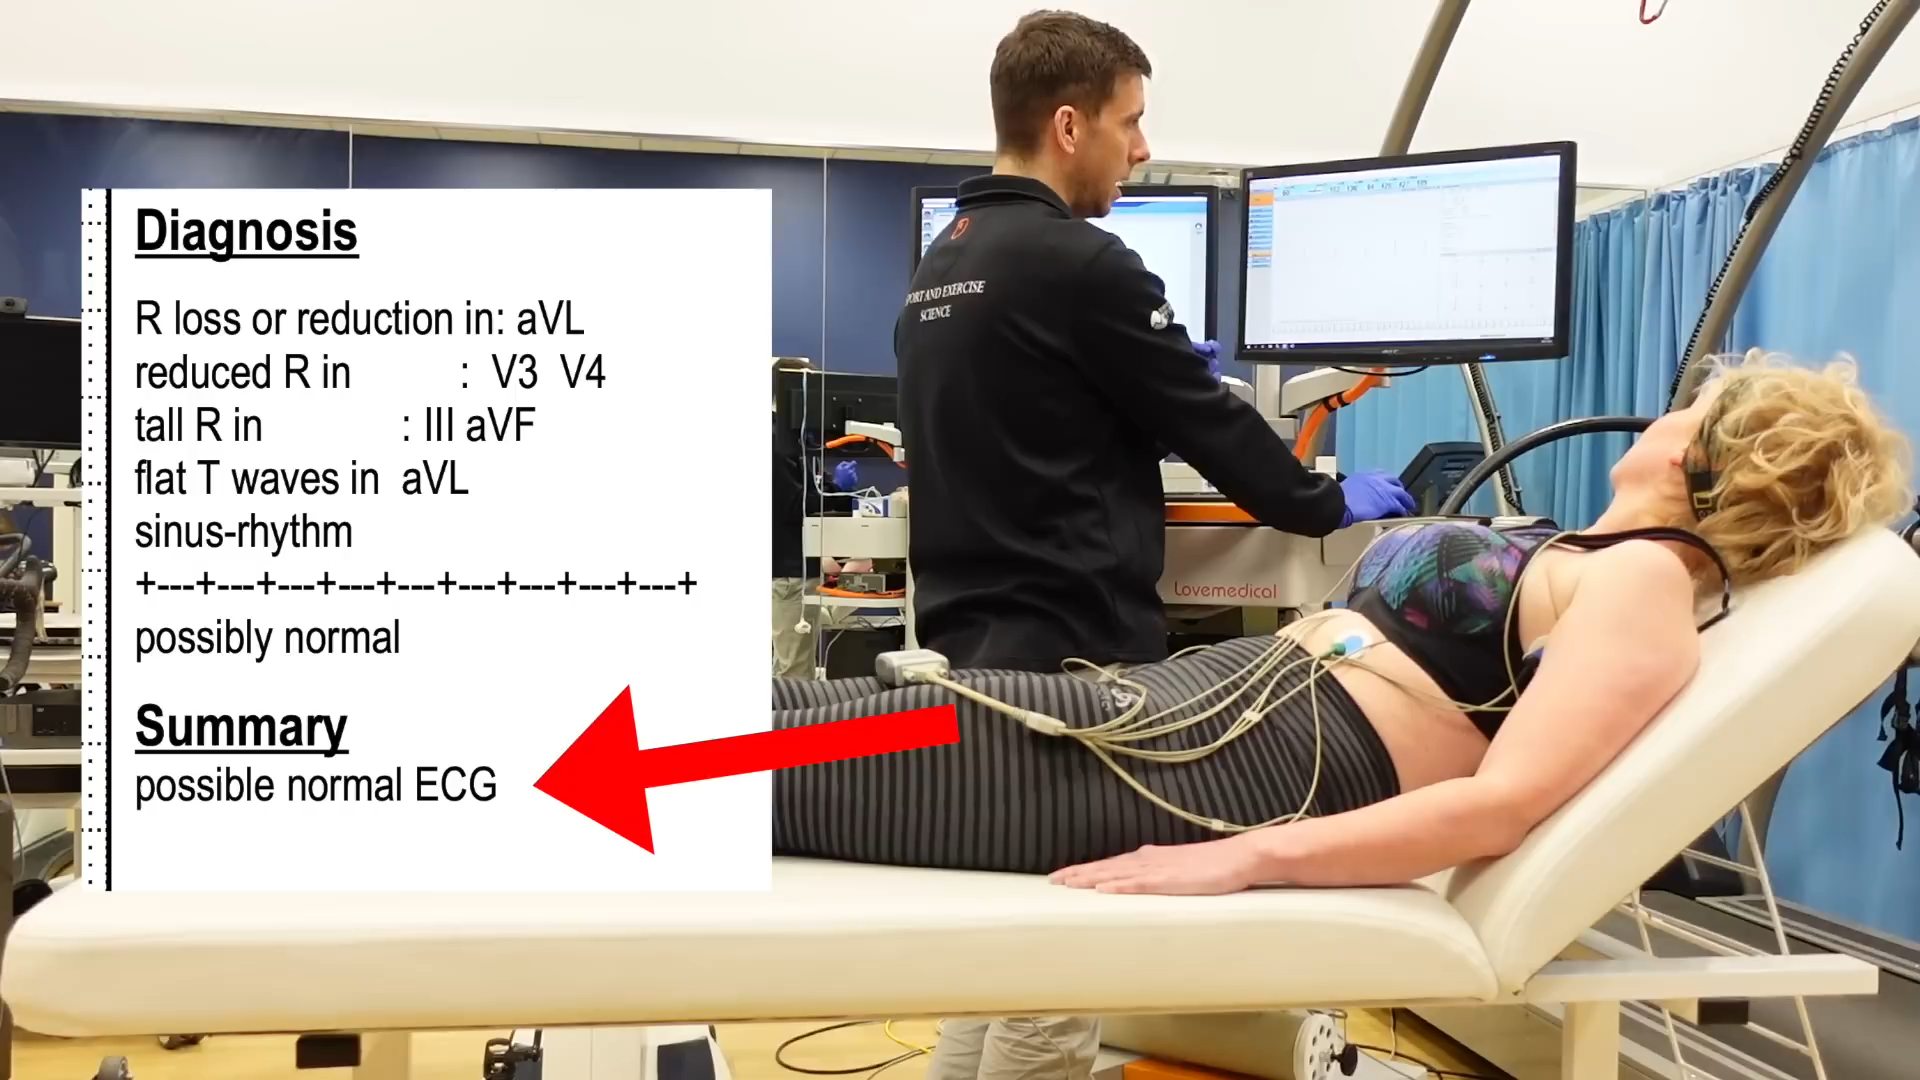 Diagnosis
R loss or reduction in: aVL
reduced R in : V3 V4
tall R in : III aVF
flat T waves in aVL
sinus-rhythm
+---+---+---+---+---+---+---+---+---+
possibly normal
Summary
possible normal ECG
PORT AND EXERCISE
SCIENCE
Lovemedical